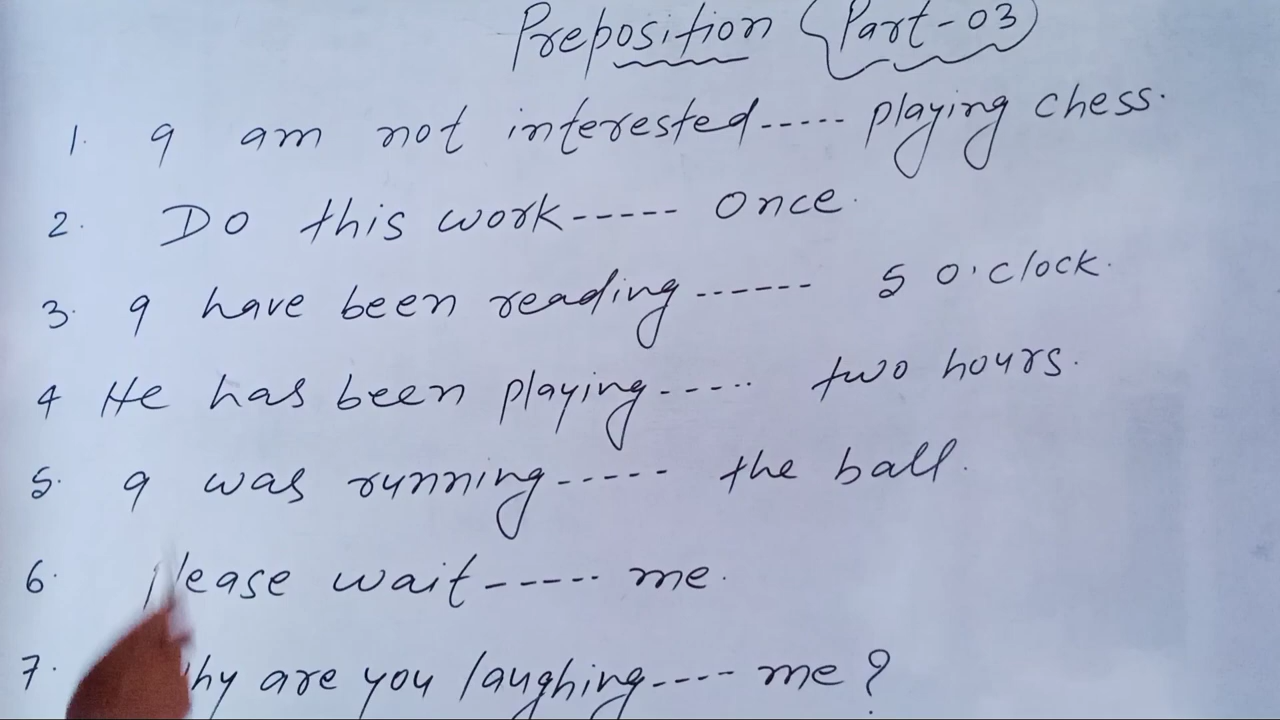 Preposition (Part-03)
1. I am not interested----- playing chess.
2. Do this work----- once.
3. I have been reading------ 5 o'clock.
4 He has been playing----- two hours.
5. I was running----- the ball.
6. please wait----- me.
7. hy are you laughing---- me?